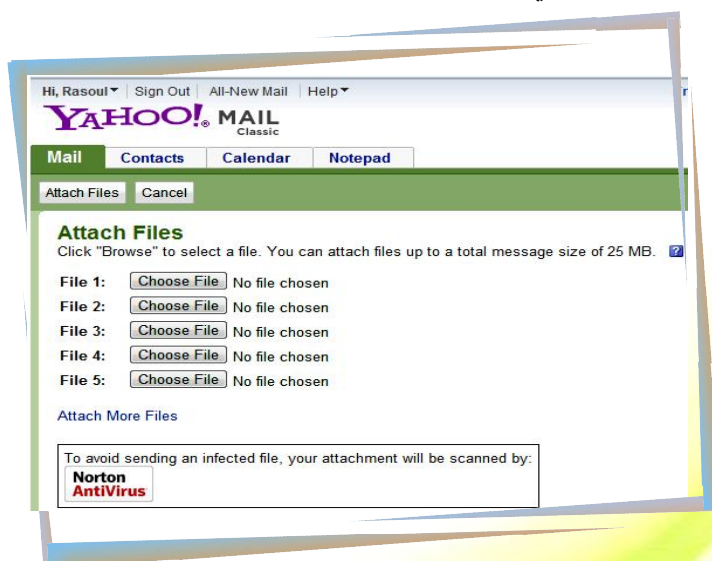 Hi, Rasoul Sign Out All-New Mail Help
YAHOO!® MAIL
Classic
Mail Contacts Calendar Notepad
Attach Files Cancel
Attach Files
Click "Browse" to select a file. You can attach files up to a total message size of 25 MB. ?
File 1: Choose File No file chosen
File 2: Choose File No file chosen
File 3: Choose File No file chosen
File 4: Choose File No file chosen
File 5: Choose File No file chosen
Attach More Files
To avoid sending an infected file, your attachment will be scanned by:
Norton
AntiVirus